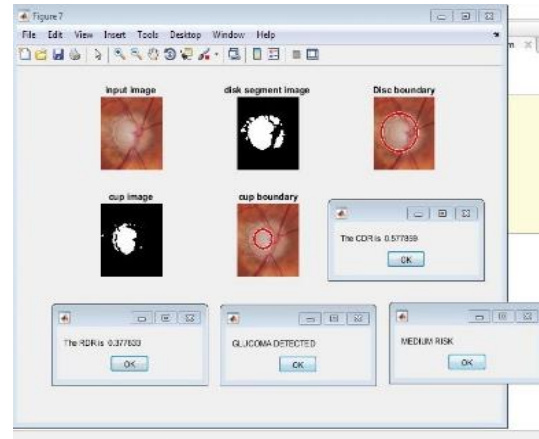 Figure 7
File Edit View Insert Tools Desktop Window Help
input image
disk segment image
Disc boundary
cup image
cup boundary
The CDR is 0.577859
OK
The RDR is 0.377833
OK
GLUCOMA DETECTED
OK
MEDIUM RISK
OK